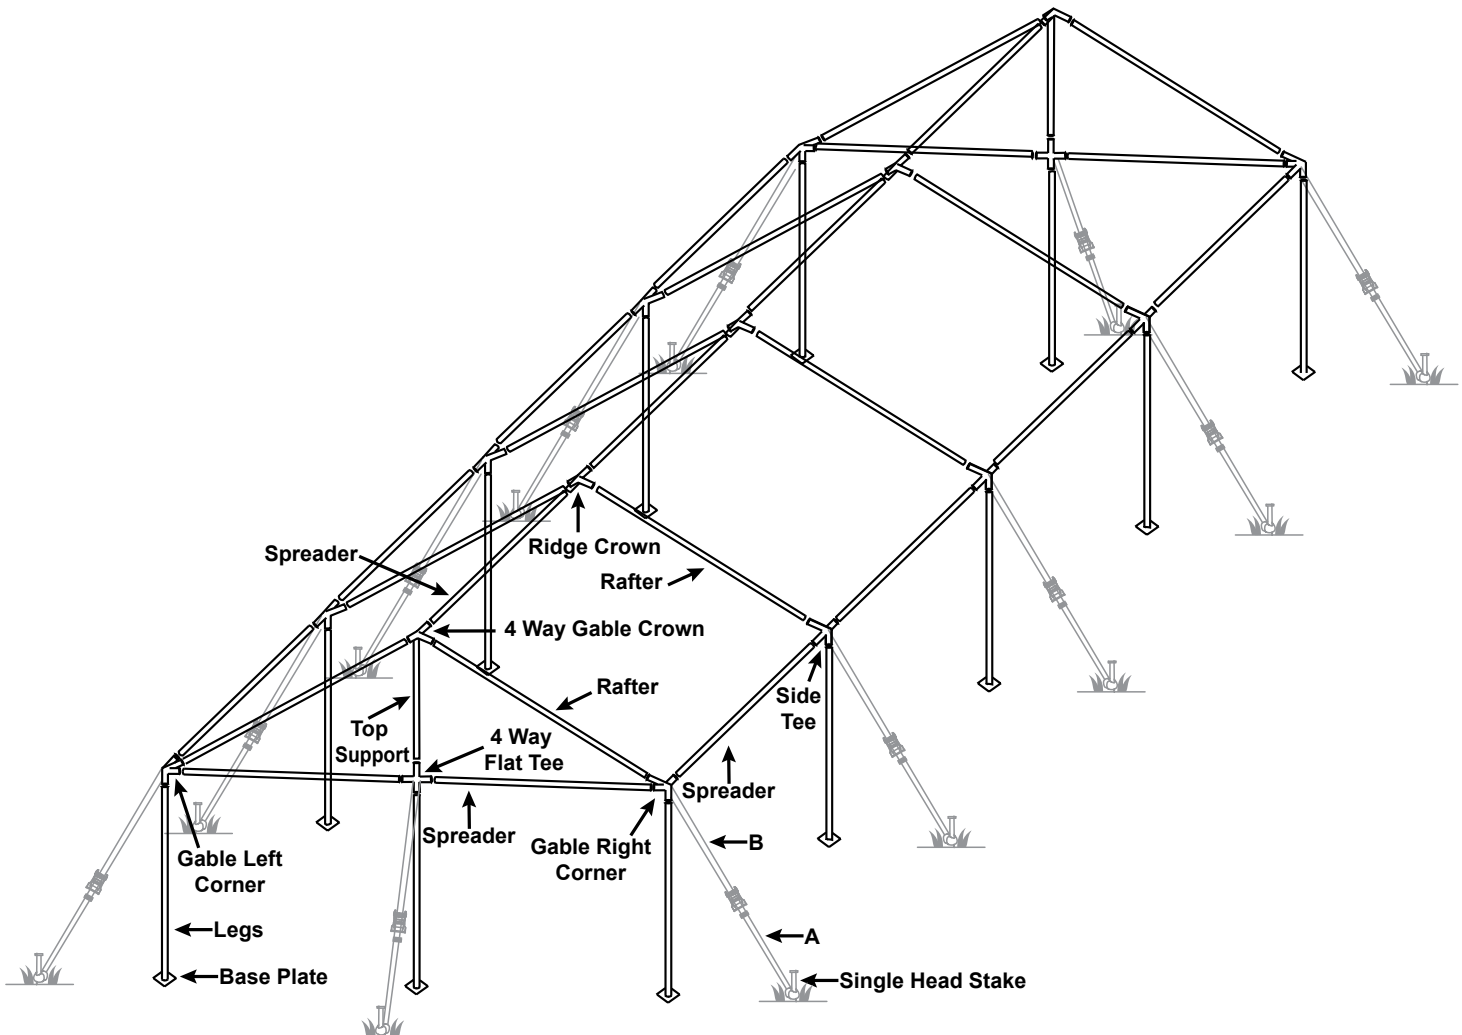 Spreader
Ridge Crown
Rafter
4 Way Gable Crown
Rafter
Side
Tee
Top
Support
4 Way
Flat Tee
Spreader
Spreader
Gable Right
Corner
B
Gable Left
Corner
Legs
A
Base Plate
Single Head Stake